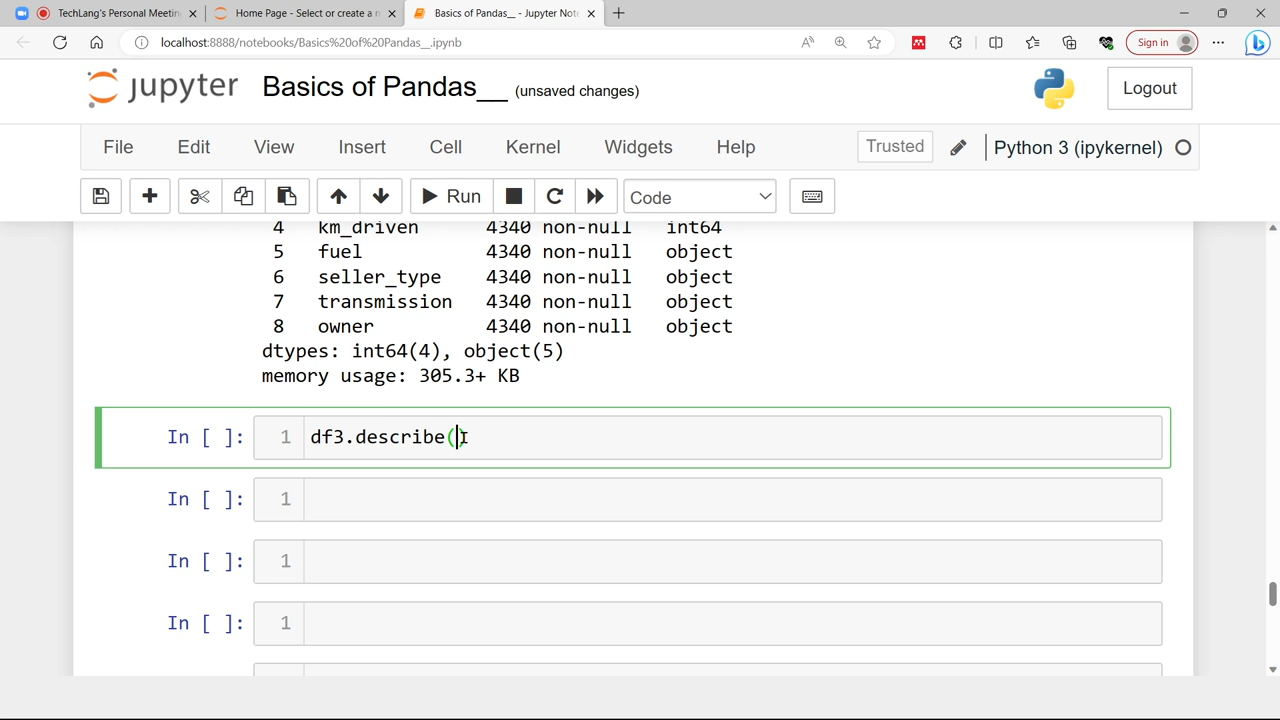 TechLang's Personal Meetin
Home Page - Select or create a n
Basics of Pandas__ - Jupyter Note
localhost:8888/notebooks/Basics%20of%20Pandas__.ipynb
Sign in
jupyter Basics of Pandas__ (unsaved changes)
Logout
File Edit View Insert Cell Kernel Widgets Help
Trusted
Python 3 (ipykernel)
Run
Code
4 km_driven 4340 non-null int64
5 fuel 4340 non-null object
6 seller_type 4340 non-null object
7 transmission 4340 non-null object
8 owner 4340 non-null object
dtypes: int64(4), object(5)
memory usage: 305.3+ KB
In [ ]: 1 df3.describe()
In [ ]: 1
In [ ]: 1
In [ ]: 1